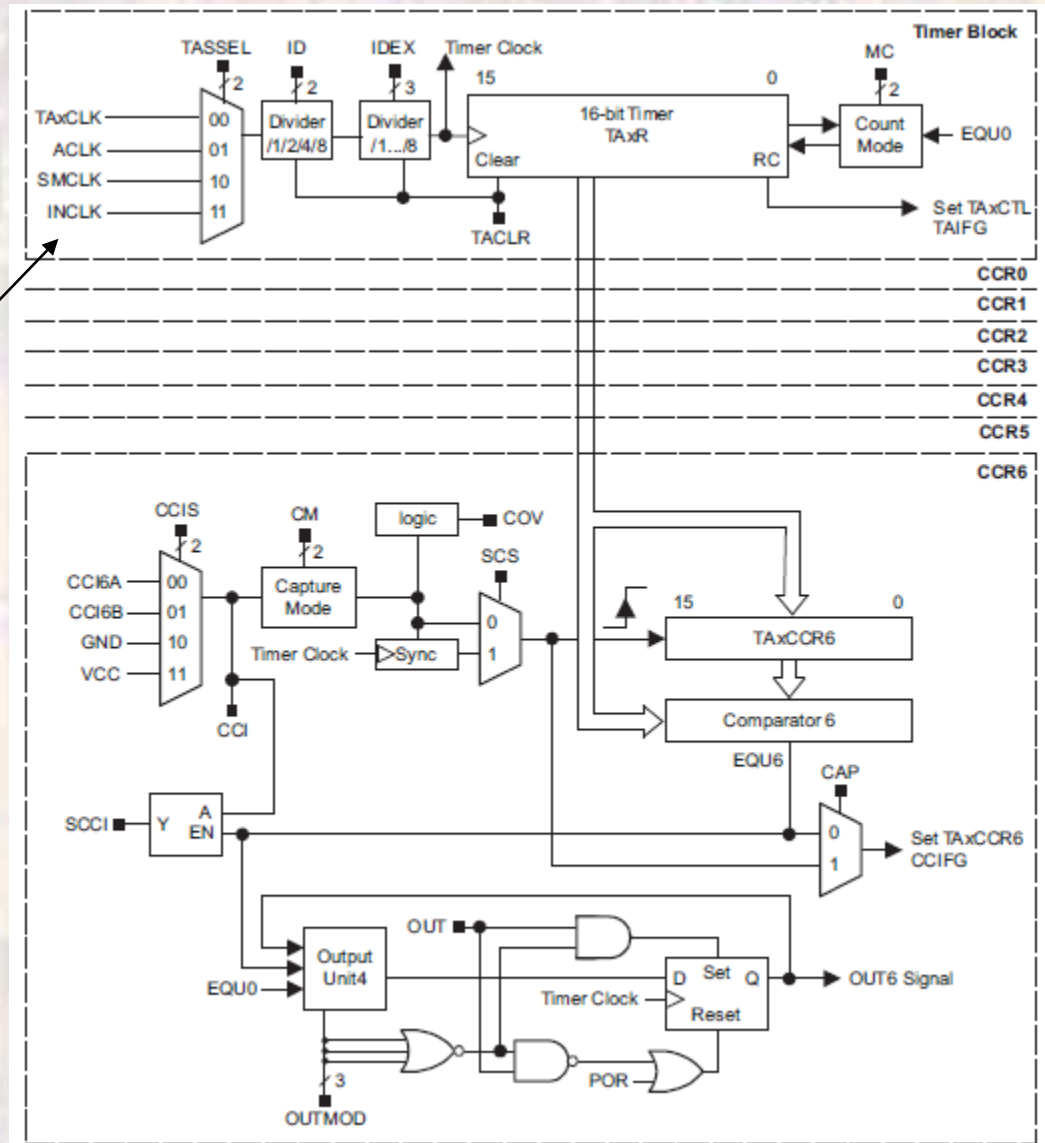 Timer Block
TASSEL
ID
IDEX
Timer Clock
MC
2
2
3
15
0
2
TAxCLK
ACLK
SMCLK
INCLK
00
01
10
11
Divider
/1/2/4/8
Divider
/1.../8
16-bit Timer
TAxR
Clear
RC
Count
Mode
EQU0
TACLR
Set TAxCTL
TAIFG
CCR0
CCR1
CCR2
CCR3
CCR4
CCR5
CCR6
CCIS
2
CM
2
logic
COV
SCS
CCI6A
CCI6B
GND
VCC
00
01
10
11
Capture
Mode
Timer Clock
Sync
0
1
15
0
TAxCCR6
CCI
Comparator 6
EQU6
CAP
SCCI
Y
A
EN
0
1
Set TAxCCR6
CCIFG
OUT
Output
Unit4
EQU0
D
Set
Q
Timer Clock
Reset
OUT6 Signal
3
POR
OUTMOD